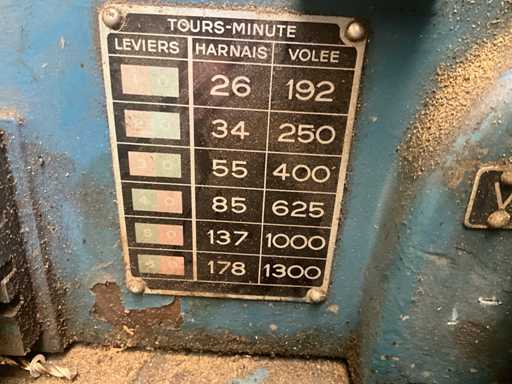 TOURS-MINUTE
LEVIERS HARNAIS VOLEE
26 192
34 250
55 400
85 625
137 1000
178 1300
V